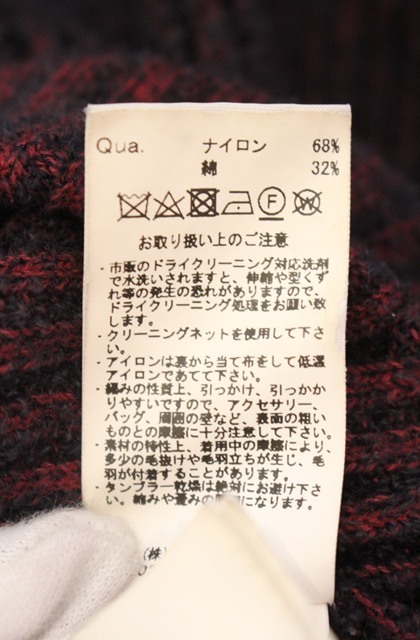 Qua. ナイロン 68%
綿 32%
F W
お取り扱い上のご注意
・市販のドライクリーニング対応洗剤
で水洗いされますと、伸縮や型くず
れ等の発生の恐れがありますので、
ドライクリーニング処理をお願い致
します。
・クリーニングネットを使用して下さ
い。
・アイロンは裏から当て布をして低温
アイロンであてて下さい。
・編みの性質上、引っかけ、引っかか
りやすいですので、アクセサリー、
バッグ、周囲の壁など、表面の粗い
ものとの摩擦に十分注意して下さい。
・素材の特性上、着用中の摩擦により、
多少の毛抜けや毛羽立ちが生じ、毛
羽が付着することがあります。
・タンブラー乾燥は絶対にお避け下さ
い。縮みや畳みの になります。
(株